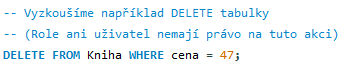 -- Vyzkoušíme například DELETE tabulky
-- (Role ani uživatel nemají právo na tuto akci)
DELETE FROM Kniha WHERE cena = 47;